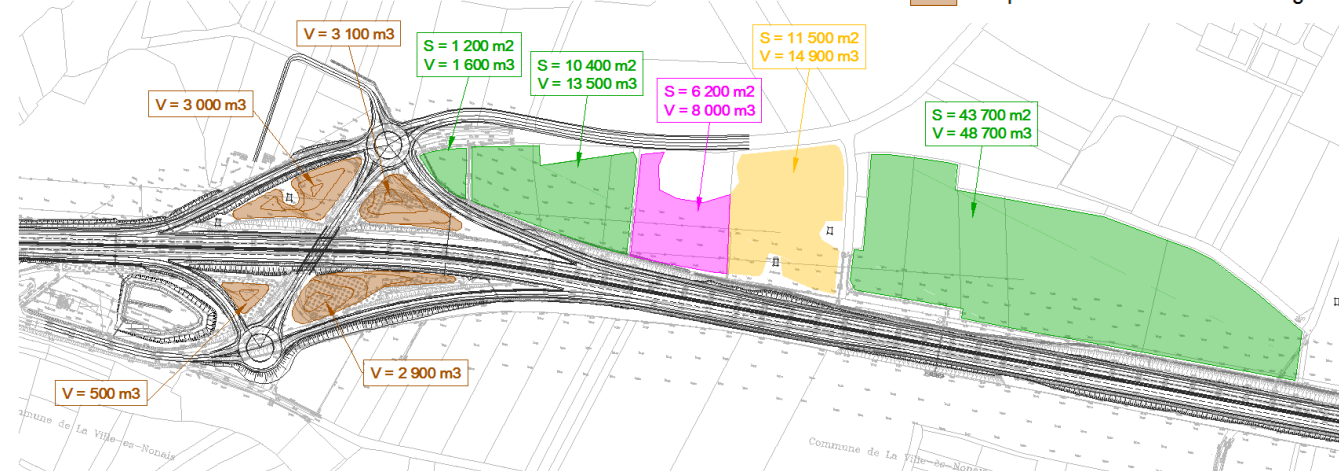 V = 3 100 m3
S = 1 200 m2
V = 1 600 m3
S = 10 400 m2
V = 13 500 m3
S = 11 500 m2
V = 14 900 m3
S = 6 200 m2
V = 8 000 m3
V = 3 000 m3
S = 43 700 m2
V = 48 700 m3
V = 2 900 m3
V = 500 m3
mmune de La Ville-ès-Nonais
Commune de La Ville-ès-Nonais